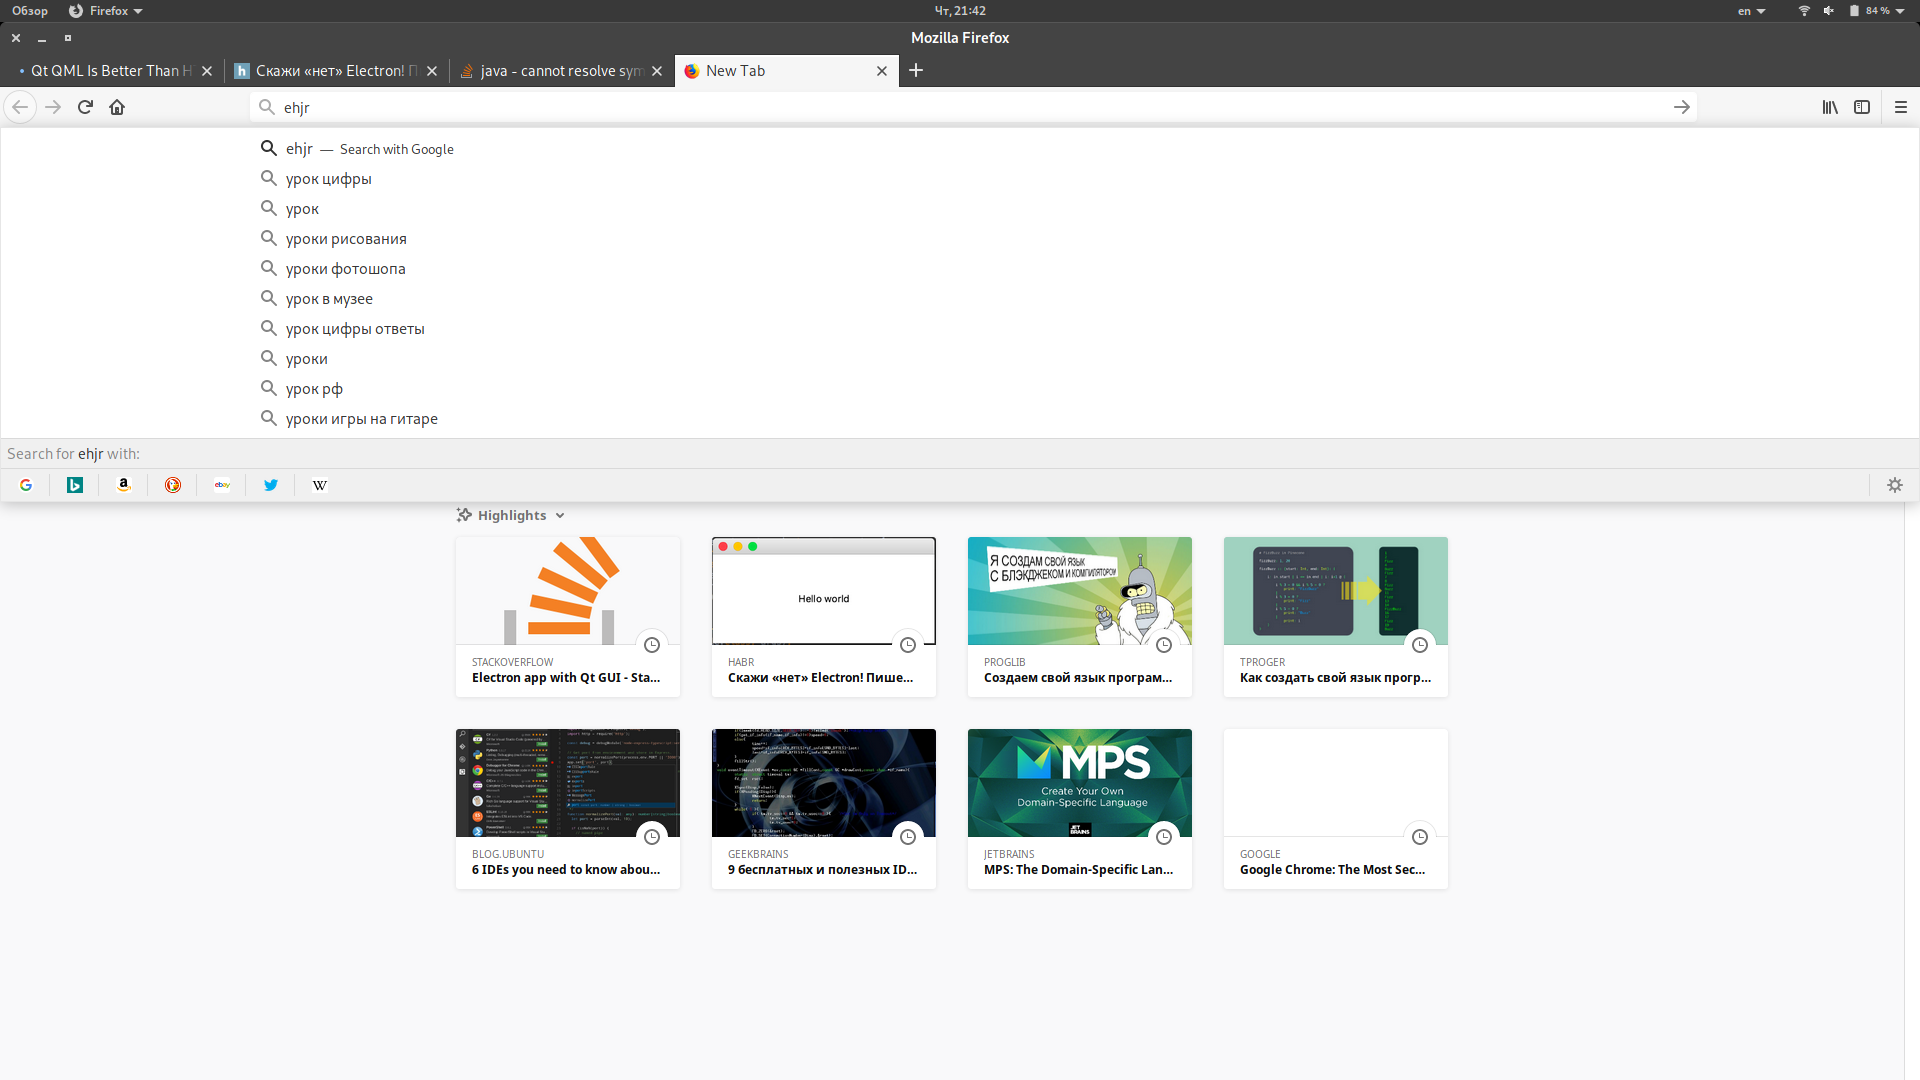 Обзор Firefox Чт, 21:42 en 84 %
Mozilla Firefox
Qt QML Is Better Than H Скажи «нет» Electron! П java - cannot resolve sym New Tab
ehjr
ehjr — Search with Google
урок цифры
урок
уроки рисования
уроки фотошопа
урок в музее
урок цифры ответы
уроки
урок рф
уроки игры на гитаре
Search for ehjr with:
a ebay W
Highlights
Hello world
Я СОЗДАМ СВОЙ ЯЗЫК
С БЛЭКДЖЕКОМ И КОМПИЛЯТОРОМ
STACKOVERFLOW
Electron app with Qt GUI - Sta...
HABR
Скажи «нет» Electron! Пише...
PROGLIB
Создаем свой язык програм...
TPROGER
Как создать свой язык прогр...
MPS
Create Your Own
Domain-Specific Language
JET
BRAINS
BLOG.UBUNTU
6 IDEs you need to know abou...
GEEKBRAINS
9 бесплатных и полезных ID...
JETBRAINS
MPS: The Domain-Specific Lan...
GOOGLE
Google Chrome: The Most Sec...